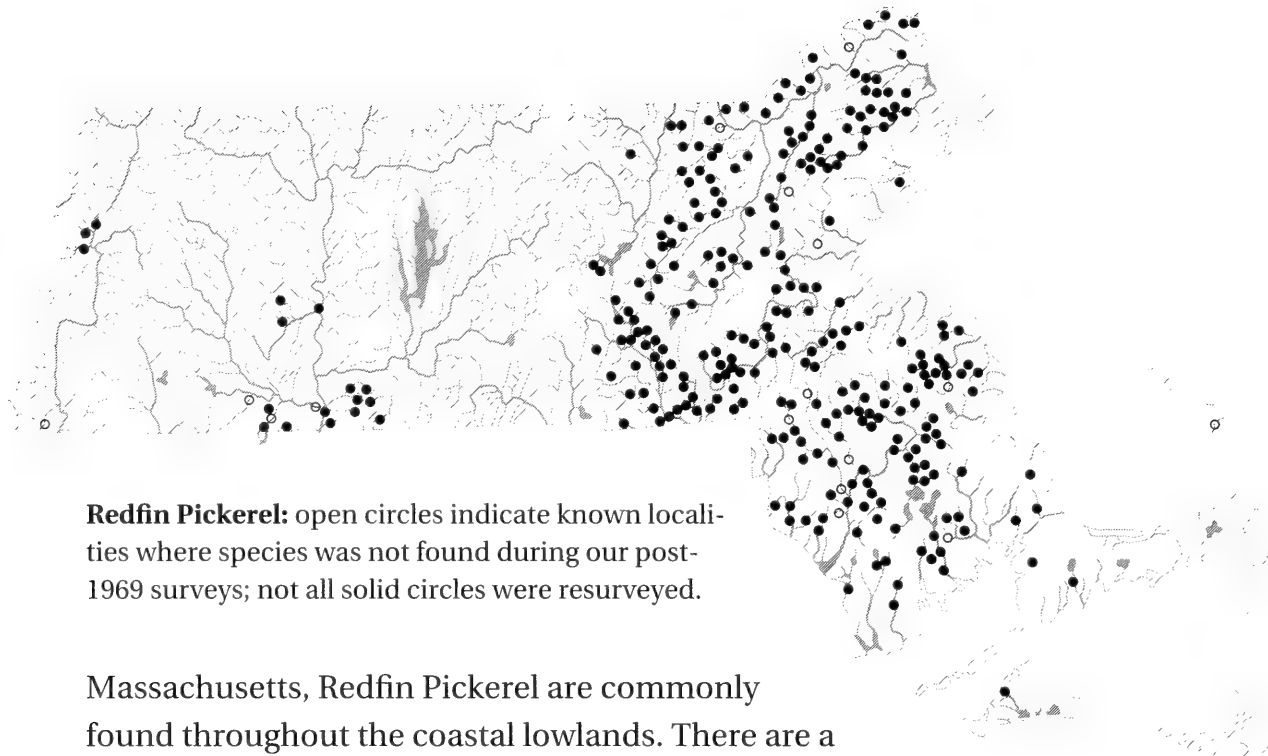 Redfin Pickerel: open circles indicate known locali-
ties where species was not found during our post-
1969 surveys; not all solid circles were resurveyed.
Massachusetts, Redfin Pickerel are commonly
found throughout the coastal lowlands. There are a